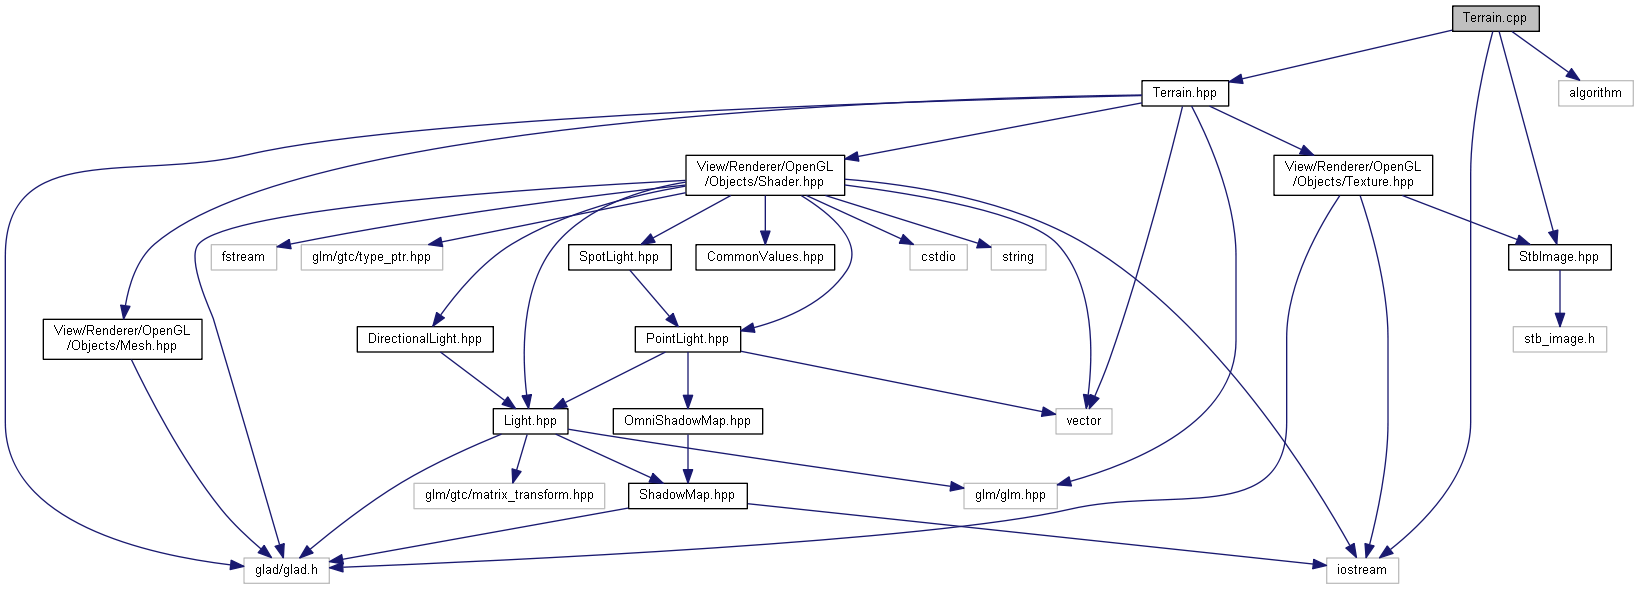 Terrain.cpp
Terrain.hpp
algorithm
View/Renderer/OpenGL
/Objects/Shader.hpp
View/Renderer/OpenGL
/Objects/Texture.hpp
fstream
glm/gtc/type_ptr.hpp
SpotLight.hpp
CommonValues.hpp
cstdio
string
StbImage.hpp
View/Renderer/OpenGL
/Objects/Mesh.hpp
DirectionalLight.hpp
PointLight.hpp
stb_image.h
Light.hpp
OmniShadowMap.hpp
vector
glm/gtc/matrix_transform.hpp
ShadowMap.hpp
glm/glm.hpp
glad/glad.h
iostream